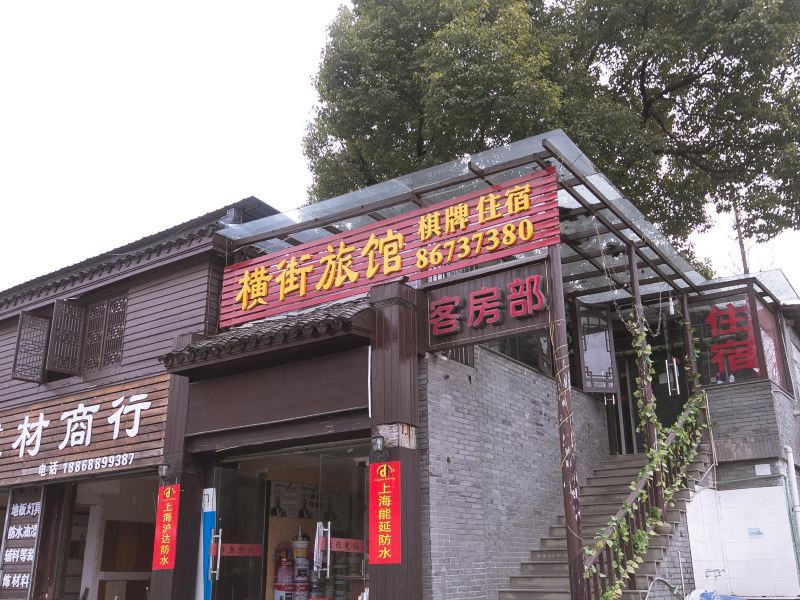 横街旅馆
棋牌 住宿
86737380
客房部
住宿
材商行
电话 18868899387
地板灯具
防水油漆
辅料等装
饰材料
上海沪达防水
上海能延防水